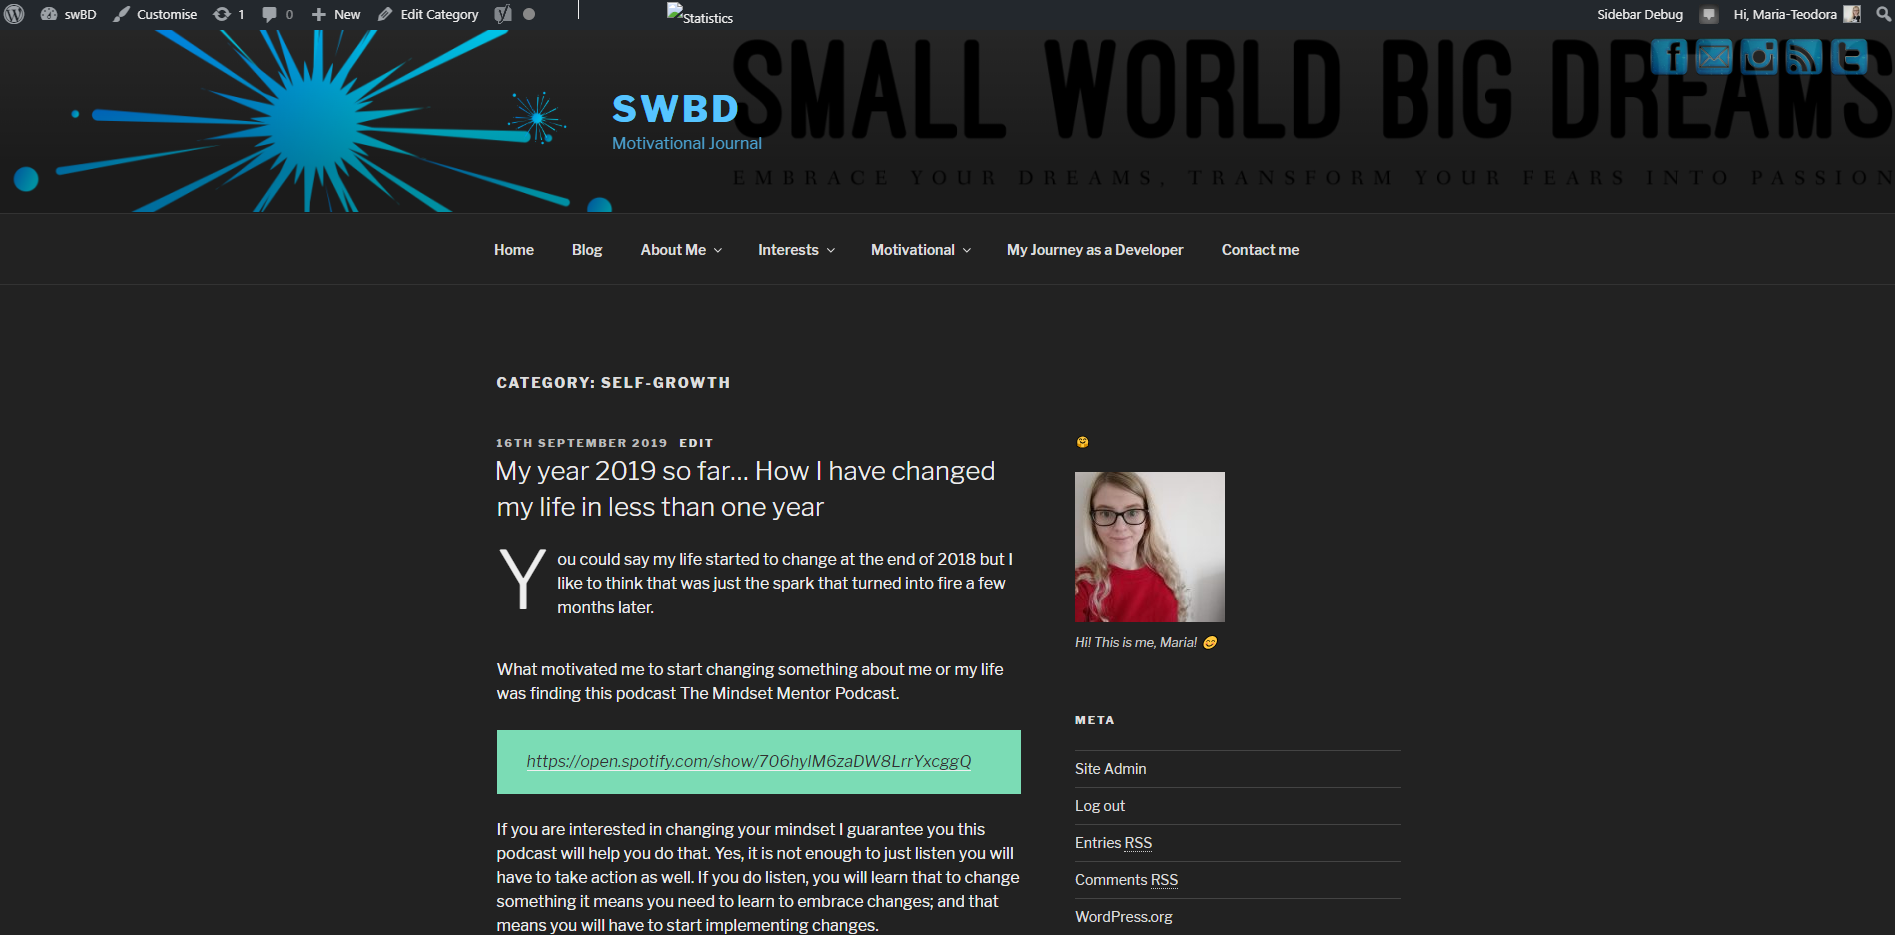 swBD Customise 1 0 New Edit Category Statistics Sidebar Debug Hi, Maria-Teodora
SMALL WORLD BIG DREAMS
SWBD
Motivational Journal
EMBRACE YOUR DREAMS, TRANSFORM YOUR FEARS INTO PASSION
Home Blog About Me Interests Motivational My Journey as a Developer Contact me
CATEGORY: SELF-GROWTH
16TH SEPTEMBER 2019 EDIT
My year 2019 so far... How I have changed
my life in less than one year
You could say my life started to change at the end of 2018 but I
like to think that was just the spark that turned into fire a few
months later.
What motivated me to start changing something about me or my life
was finding this podcast The Mindset Mentor Podcast.
https://open.spotify.com/show/706hylM6zaDW8LrrYxcggQ
If you are interested in changing your mindset I guarantee you this
podcast will help you do that. Yes, it is not enough to just listen you will
have to take action as well. If you do listen, you will learn that to change
something it means you need to learn to embrace changes; and that
means you will have to start implementing changes.
Hi! This is me, Maria! 😊
META
Site Admin
Log out
Entries RSS
Comments RSS
WordPress.org